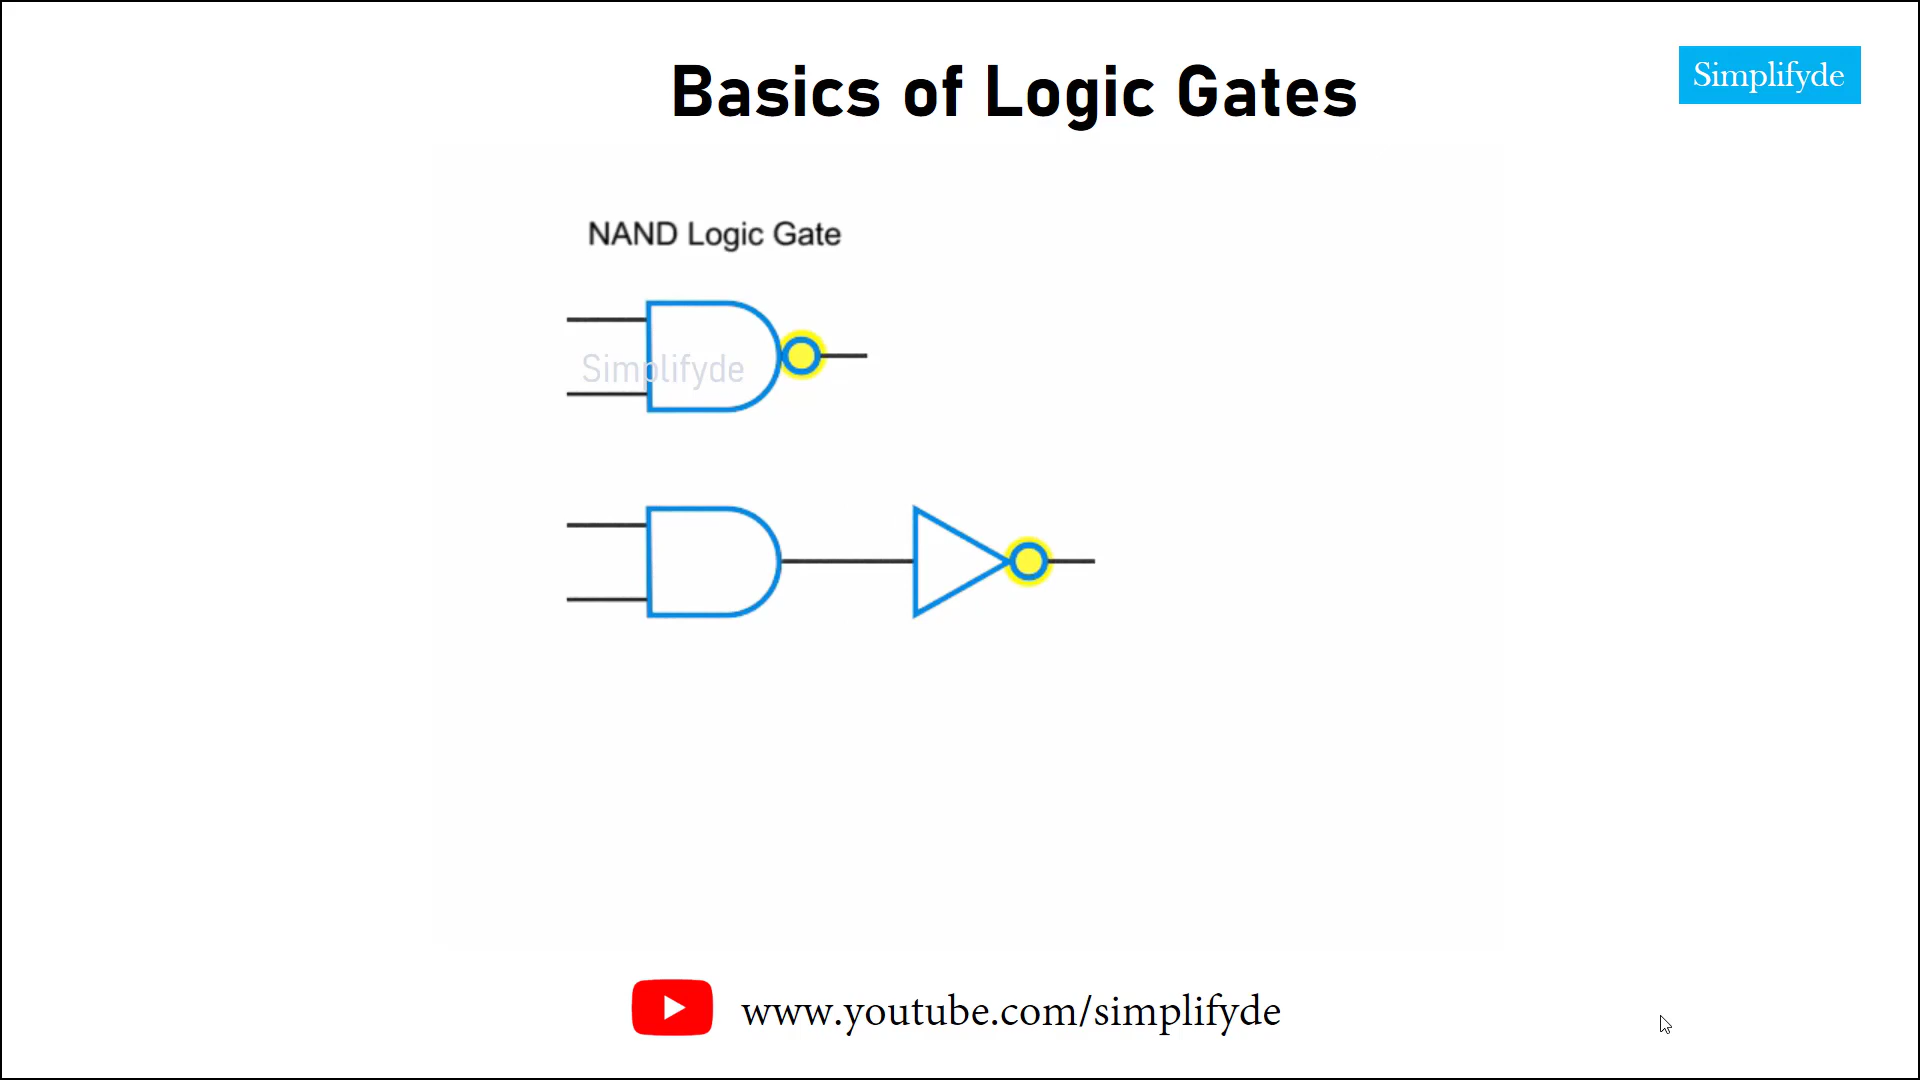 Basics of Logic Gates
Simplifyde
NAND Logic Gate
Simplifyde
www.youtube.com/simplifyde